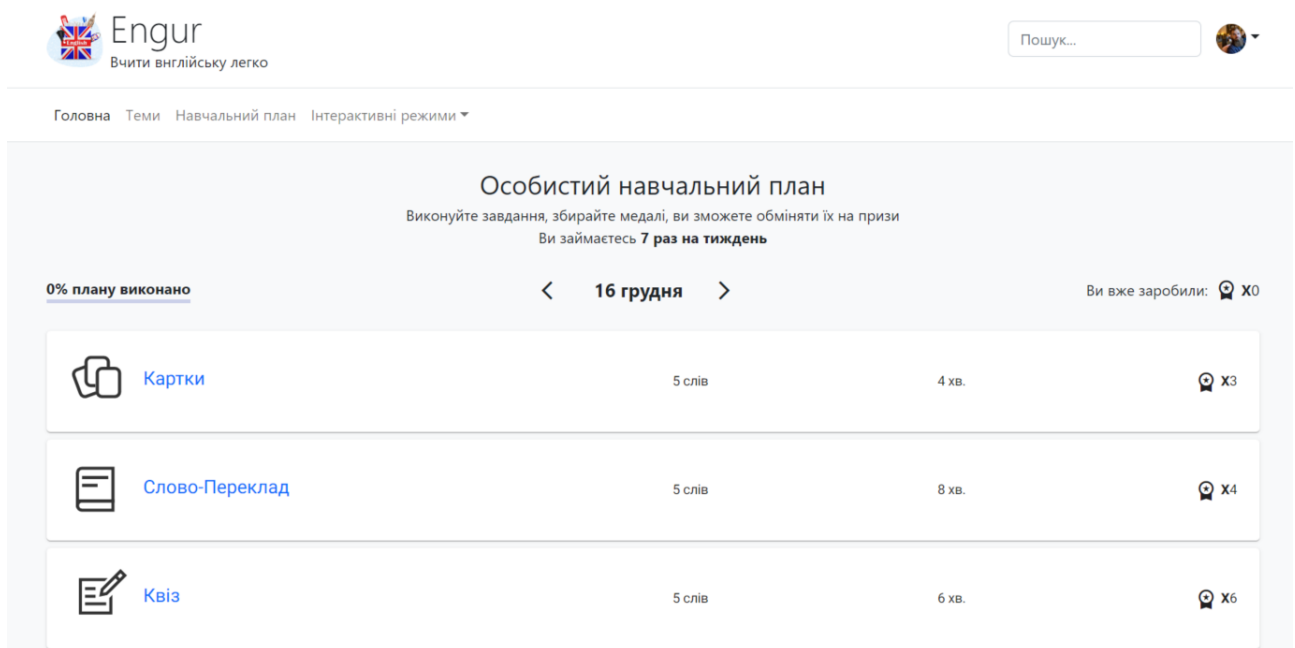 Engur
Вчити внглійську легко
Пошук...
Головна Теми Навчальний план Інтерактивні режими
Особистий навчальний план
Виконуйте завдання, збирайте медалі, ви зможете обміняти їх на призи
Ви займаєтесь 7 раз на тиждень
0% плану виконано 16 грудня Ви вже заробили: X0
Картки 5 слів 4 хв. X3
Слово-Переклад 5 слів 8 хв. X4
Квіз 5 слів 6 хв. X6